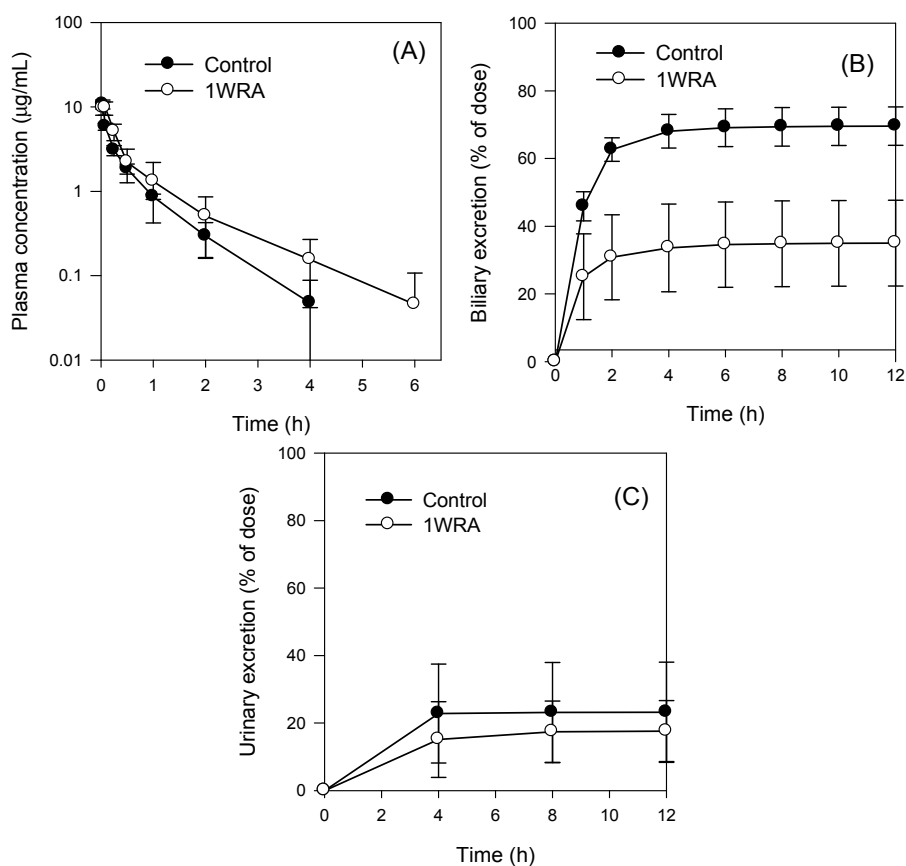 (A)
Control
1WRA
Plasma concentration (µg/mL)
100
10
1
0.1
0.01
0 1 2 3 4 5 6
Time (h)
(B)
Control
1WRA
Biliary excretion (% of dose)
100
80
60
40
20
0
0 2 4 6 8 10 12
Time (h)
(C)
Control
1WRA
Urinary excretion (% of dose)
100
80
60
40
20
0
0 2 4 6 8 10 12
Time (h)